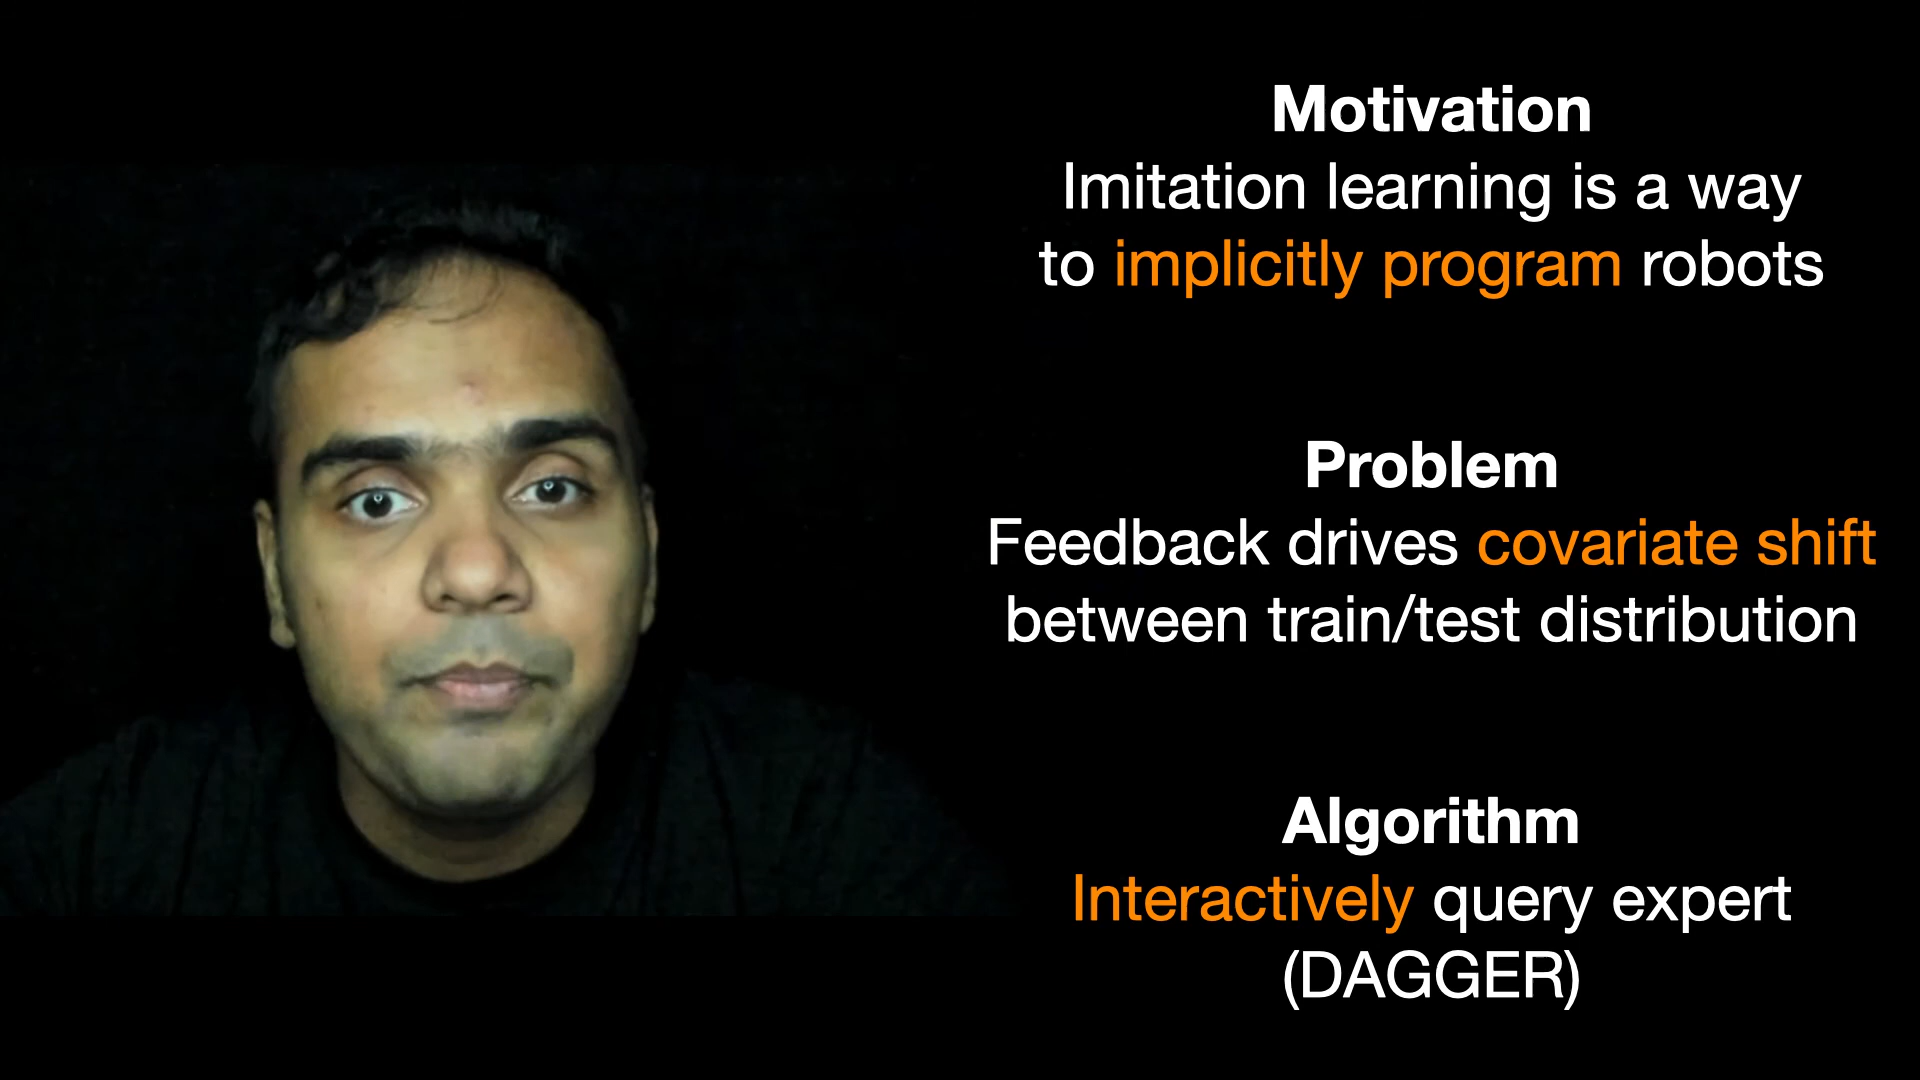 Motivation
Imitation learning is a way
to implicitly program robots
Problem
Feedback drives covariate shift
between train/test distribution
Algorithm
Interactively query expert
(DAGGER)